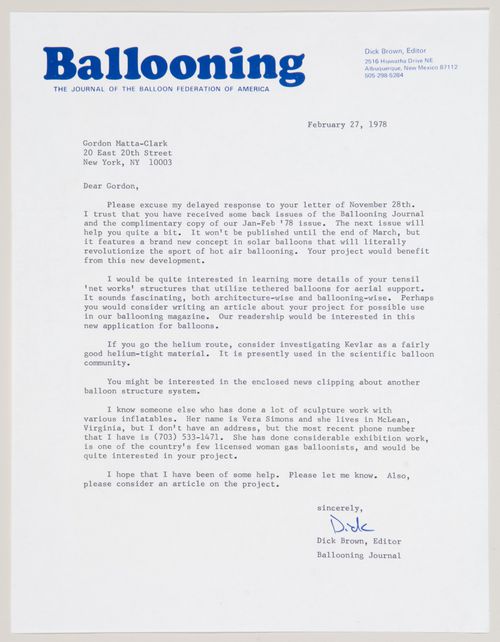 Ballooning
THE JOURNAL OF THE BALLOON FEDERATION OF AMERICA
Dick Brown, Editor
2516 Hiawatha Drive NE
Albuquerque, New Mexico 87112
505-298-5284
February 27, 1978
Gordon Matta-Clark
20 East 20th Street
New York, NY 10003
Dear Gordon,
Please excuse my delayed response to your letter of November 28th.
I trust that you have received some back issues of the Ballooning Journal
and the complimentary copy of our Jan-Feb '78 issue. The next issue will
help you quite a bit. It won't be published until the end of March, but
it features a brand new concept in solar balloons that will literally
revolutionize the sport of hot air ballooning. Your project would benefit
from this new development.
I would be quite interested in learning more details of your tensil
'net works' structures that utilize tethered balloons for aerial support.
It sounds fascinating, both architecture-wise and ballooning-wise. Perhaps
you would consider writing an article about your project for possible use
in our ballooning magazine. Our readership would be interested in this
new application for balloons.
If you go the helium route, consider investigating Kevlar as a fairly
good helium-tight material. It is presently used in the scientific balloon
community.
You might be interested in the enclosed news clipping about another
balloon structure system.
I know someone else who has done a lot of sculpture work with
various inflatables. Her name is Vera Simons and she lives in McLean,
Virginia, but I don't have an address, but the most recent phone number
that I have is (703) 533-1471. She has done considerable exhibition work,
is one of the country's few licensed woman gas balloonists, and would be
quite interested in your project.
I hope that I have been of some help. Please let me know. Also,
please consider an article on the project.
sincerely,
Dick
Dick Brown, Editor
Ballooning Journal